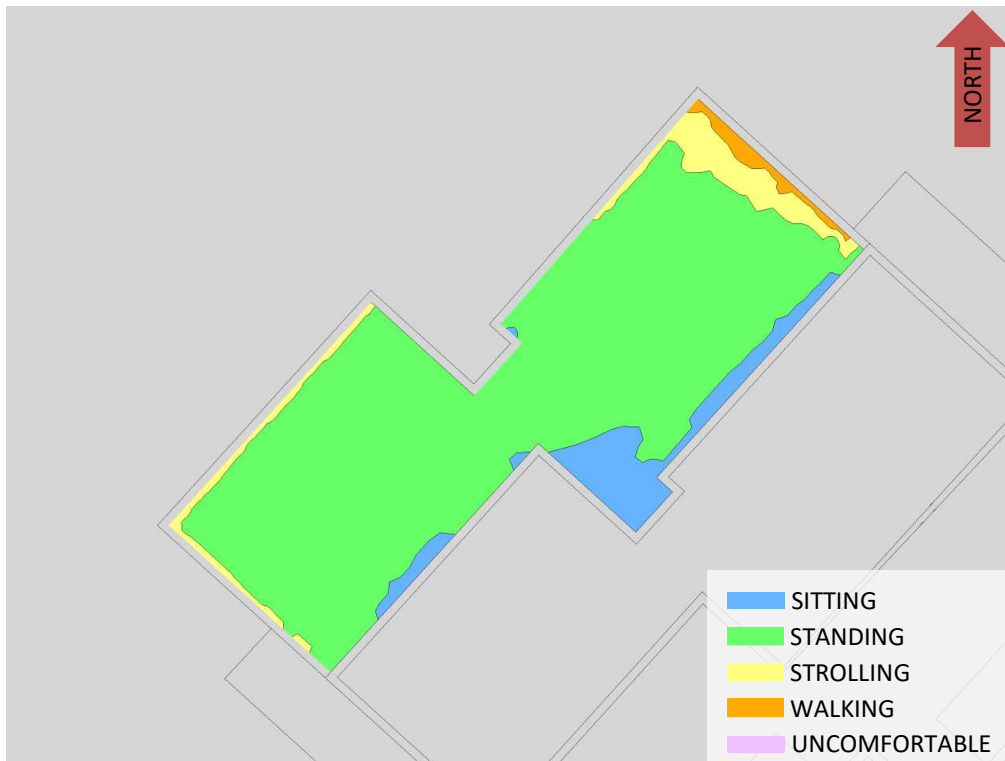 NORTH
SITTING
STANDING
STROLLING
WALKING
UNCOMFORTABLE